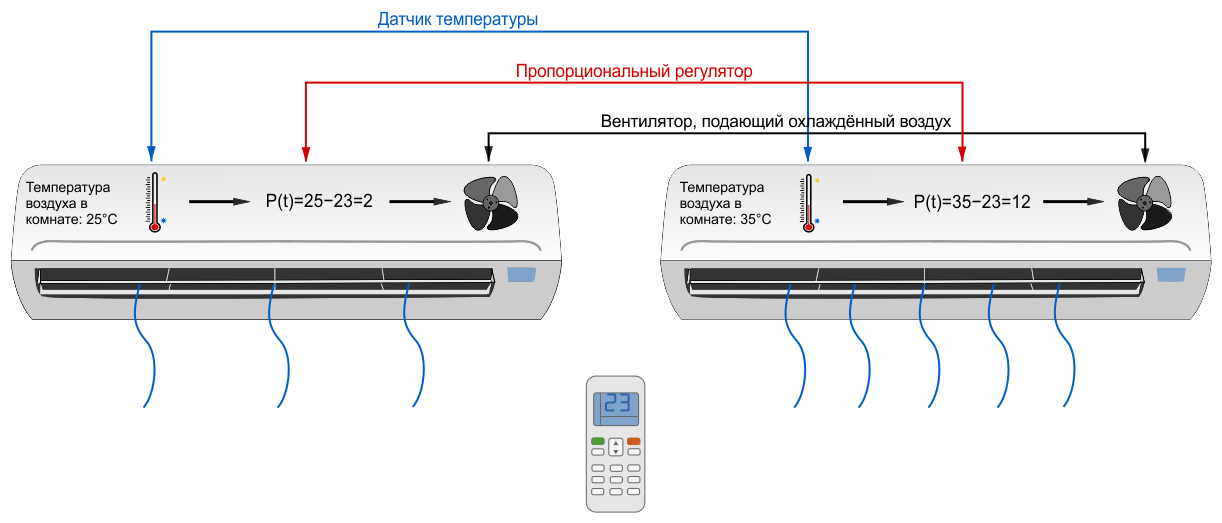 Датчик температуры
Пропорциональный регулятор
Вентилятор, подающий охлаждённый воздух
Температура
воздуха в
комнате: 25°C
P(t)=25−23=2
Температура
воздуха в
комнате: 35°C
P(t)=35−23=12
23